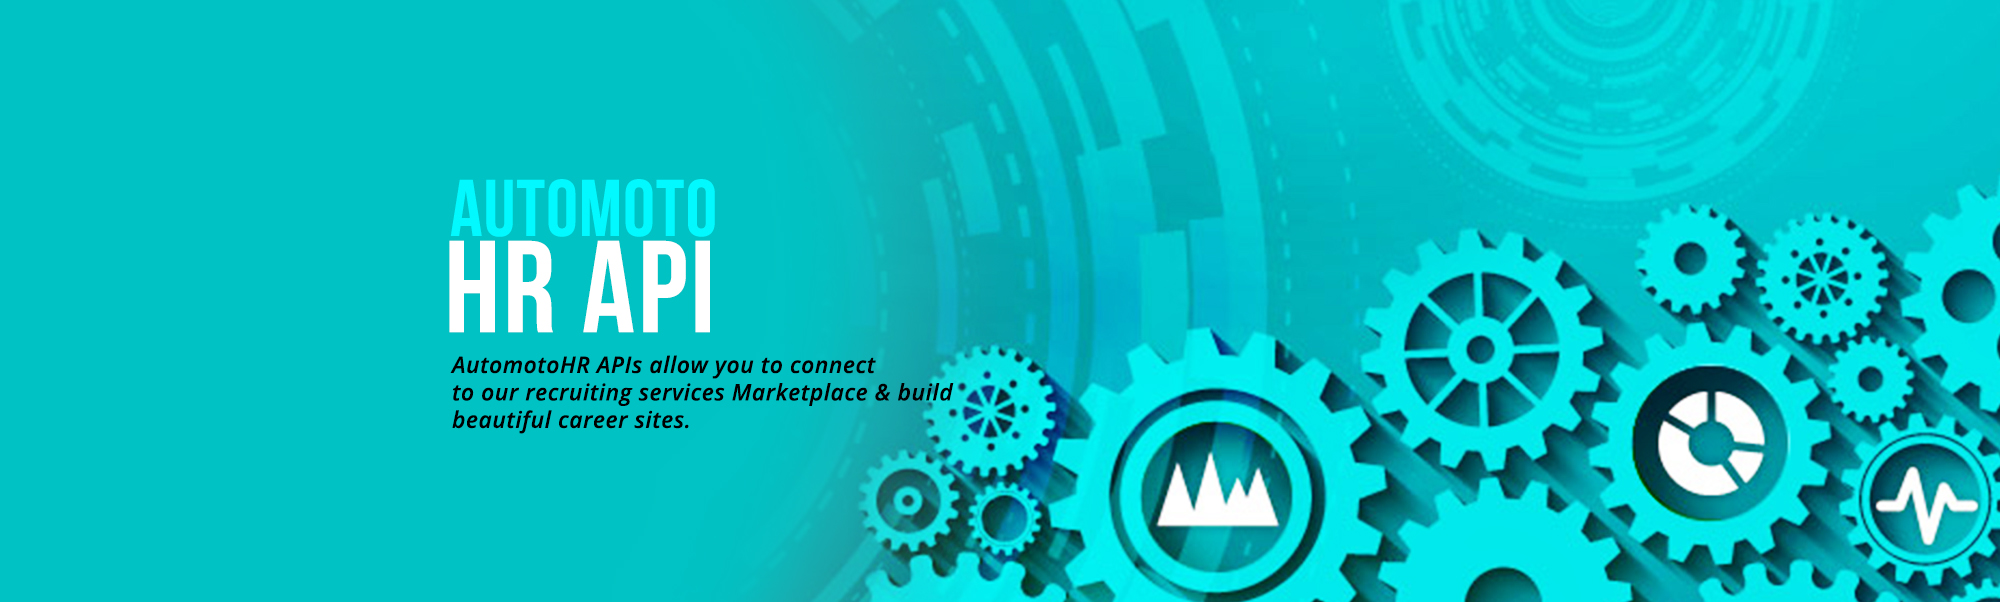 AUTOMOTO
HR API
AutomotoHR APIs allow you to connect
to our recruiting services Marketplace & build
beautiful career sites.